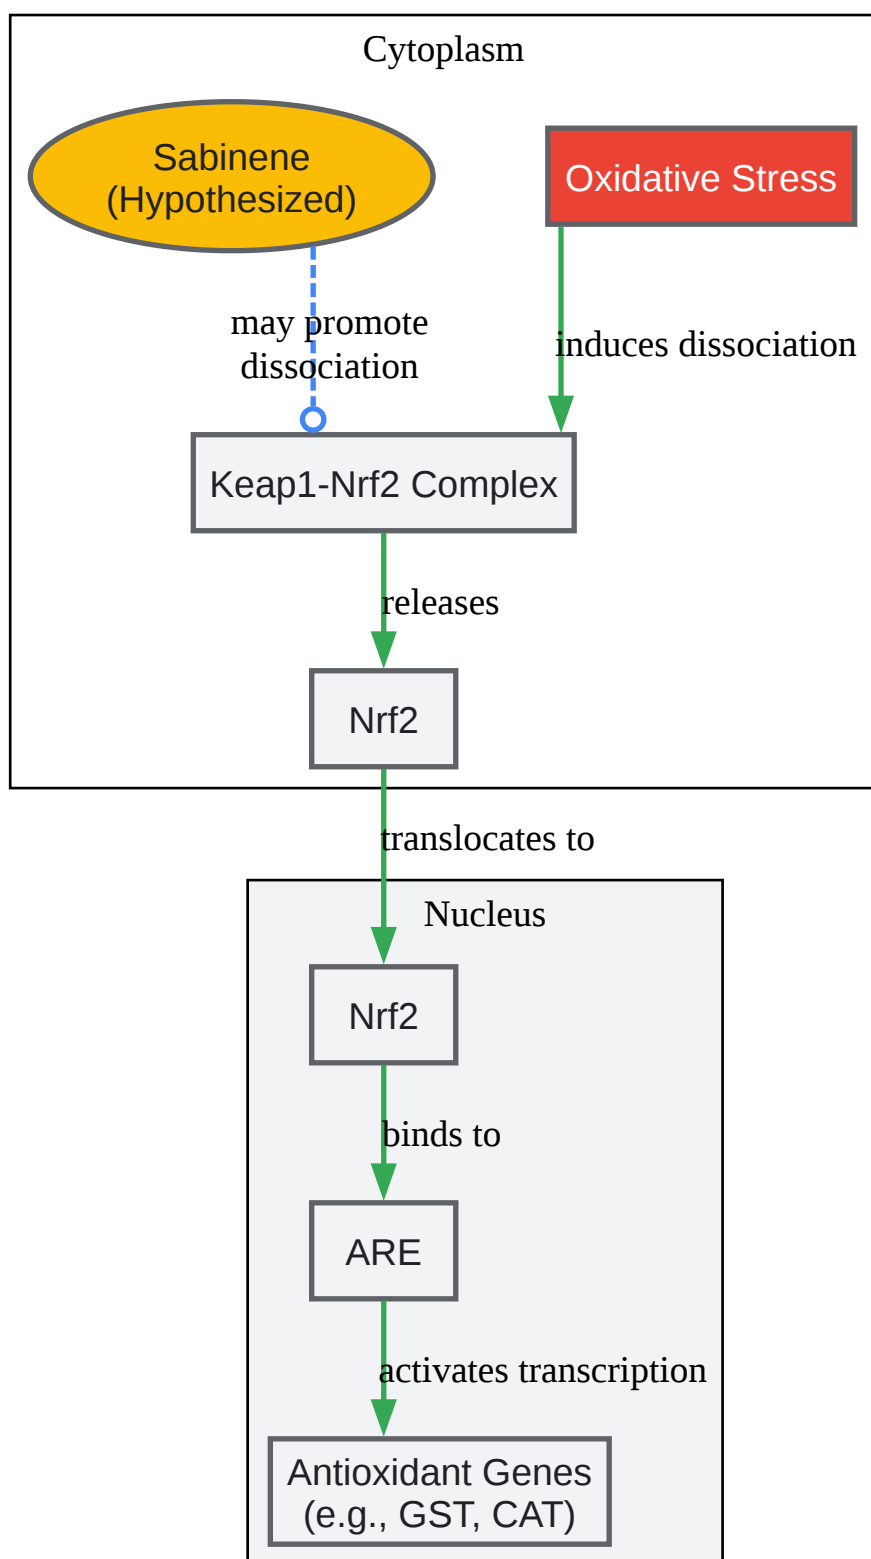 Cytoplasm
Sabinene
(Hypothesized)
Oxidative Stress
may promote
dissociation
induces dissociation
Keap1-Nrf2 Complex
releases
Nrf2
translocates to
Nucleus
Nrf2
binds to
ARE
activates transcription
Antioxidant Genes
(e.g., GST, CAT)